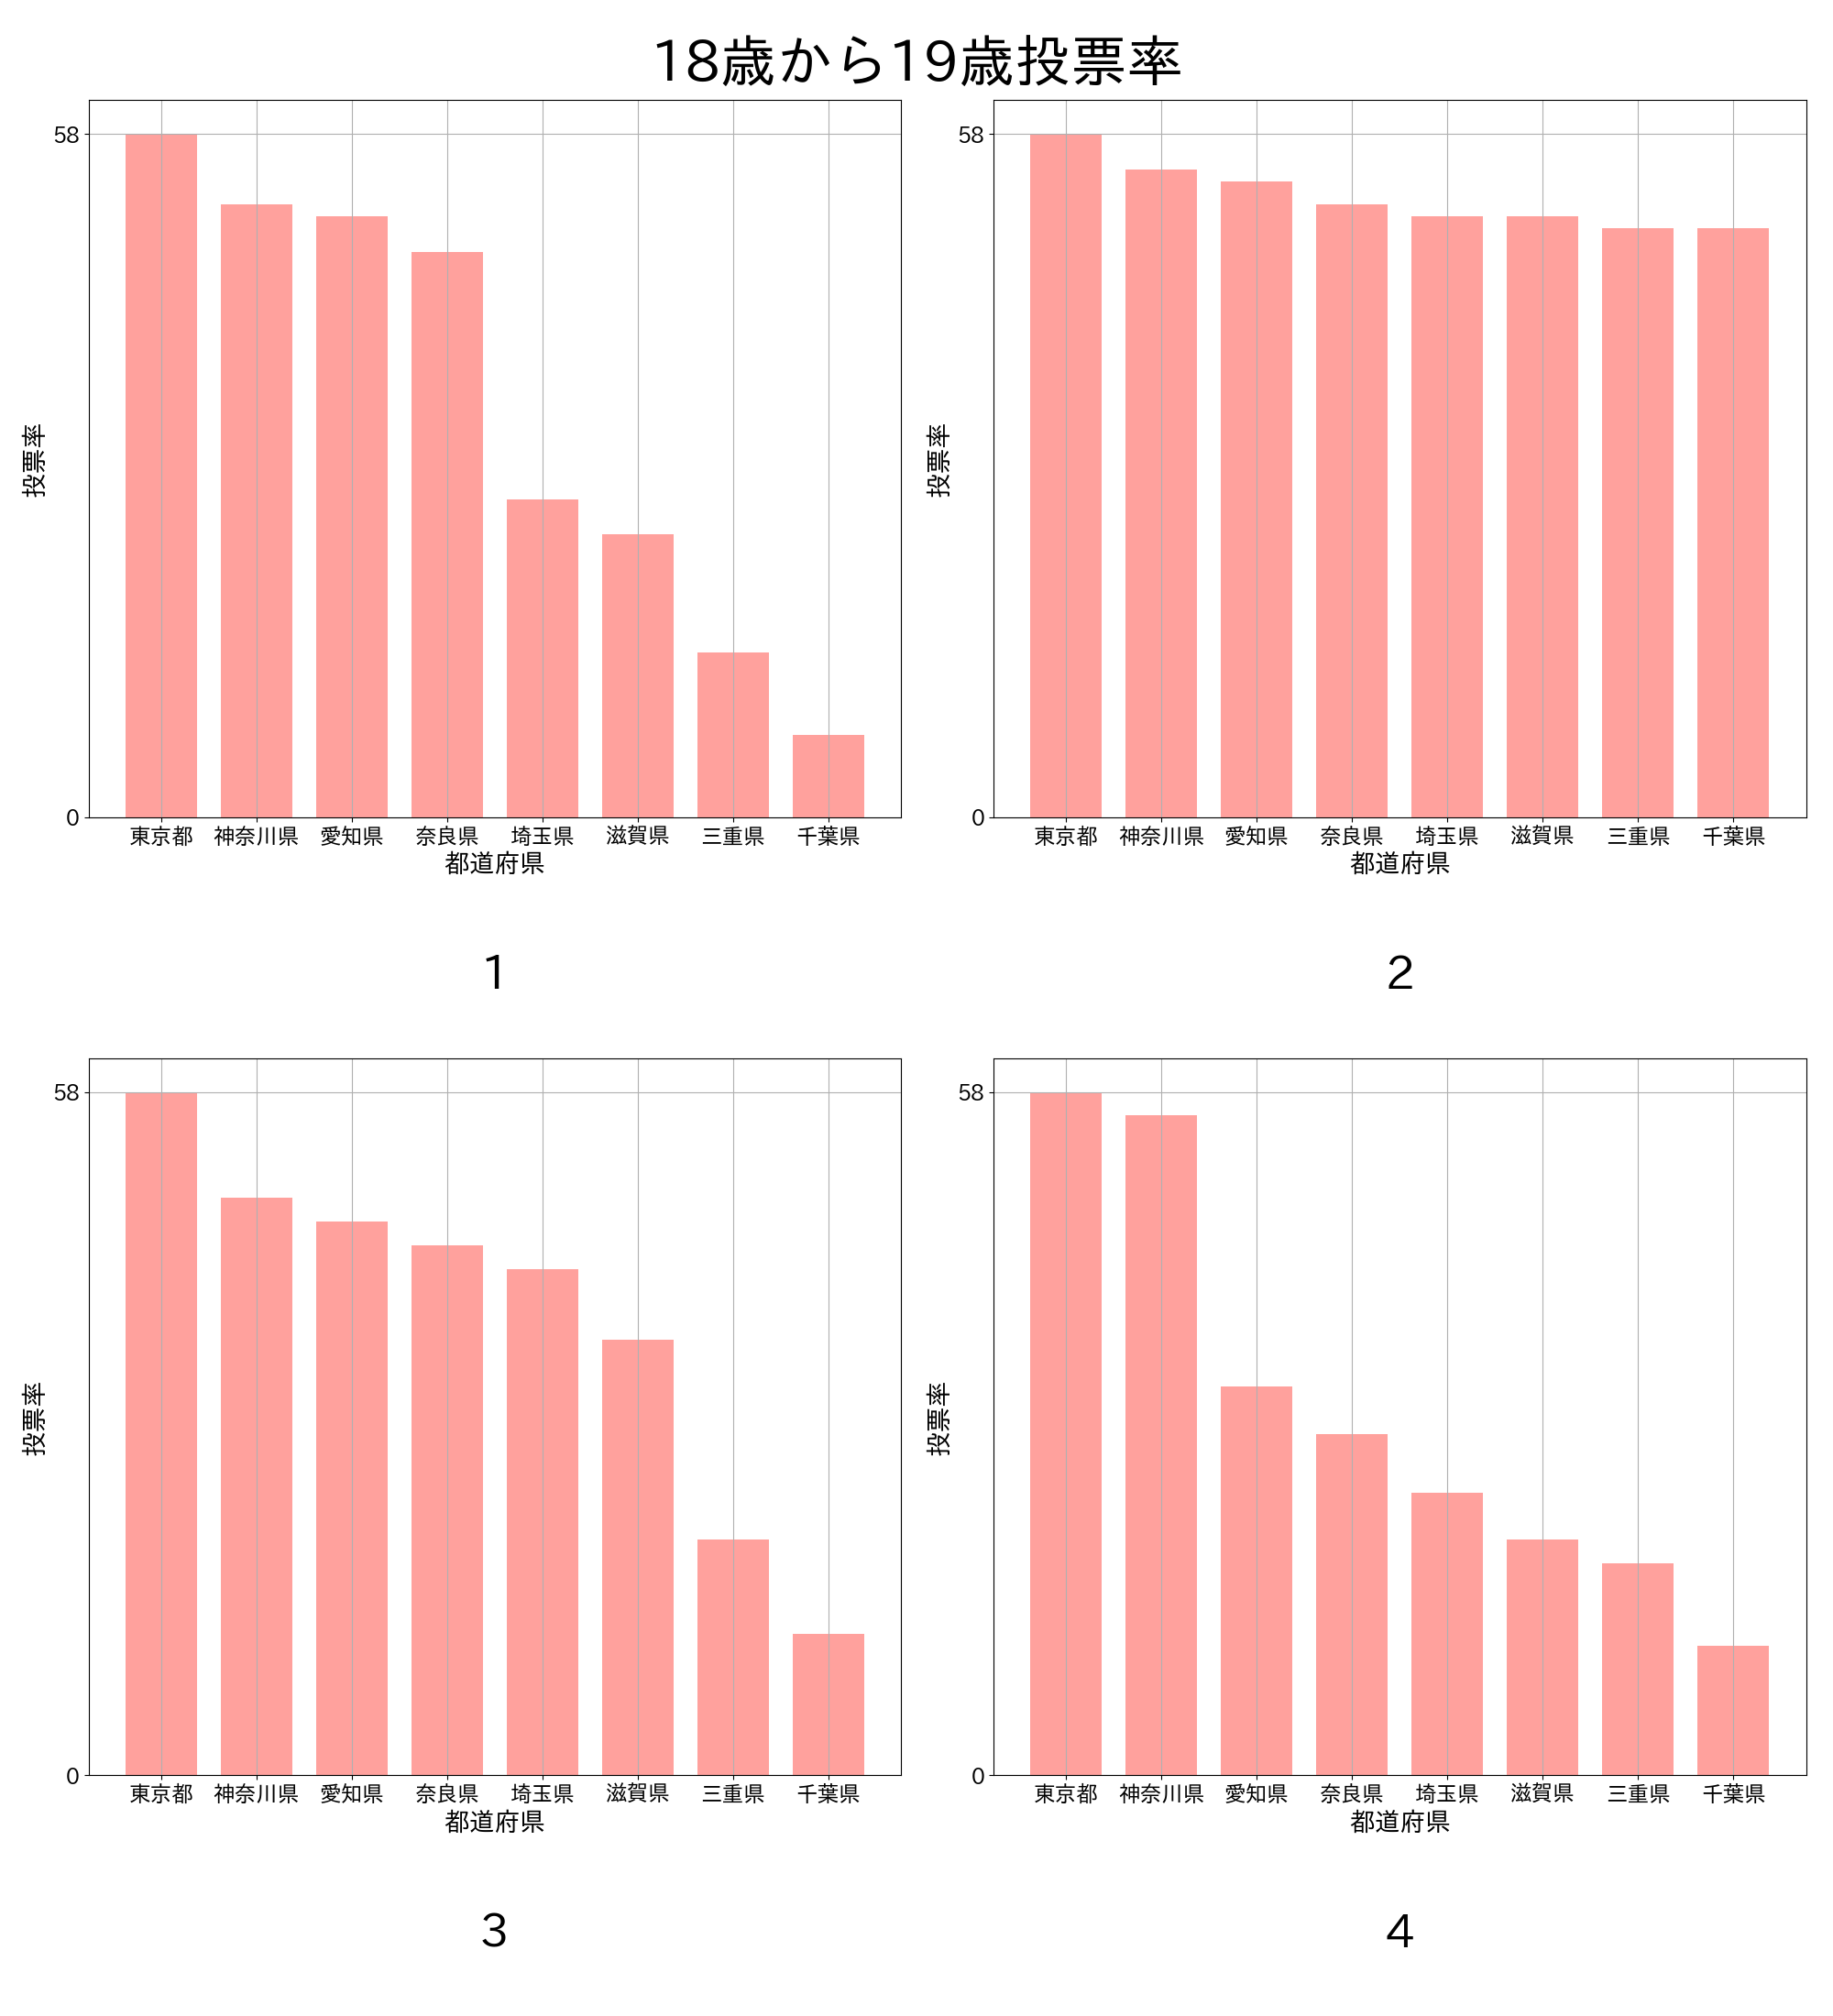 18歳から19歳投票率
58
0
投票率
東京都 神奈川県 愛知県 奈良県 埼玉県 滋賀県 三重県 千葉県
都道府県
1
58
0
投票率
東京都 神奈川県 愛知県 奈良県 埼玉県 滋賀県 三重県 千葉県
都道府県
2
58
0
投票率
東京都 神奈川県 愛知県 奈良県 埼玉県 滋賀県 三重県 千葉県
都道府県
3
58
0
投票率
東京都 神奈川県 愛知県 奈良県 埼玉県 滋賀県 三重県 千葉県
都道府県
4